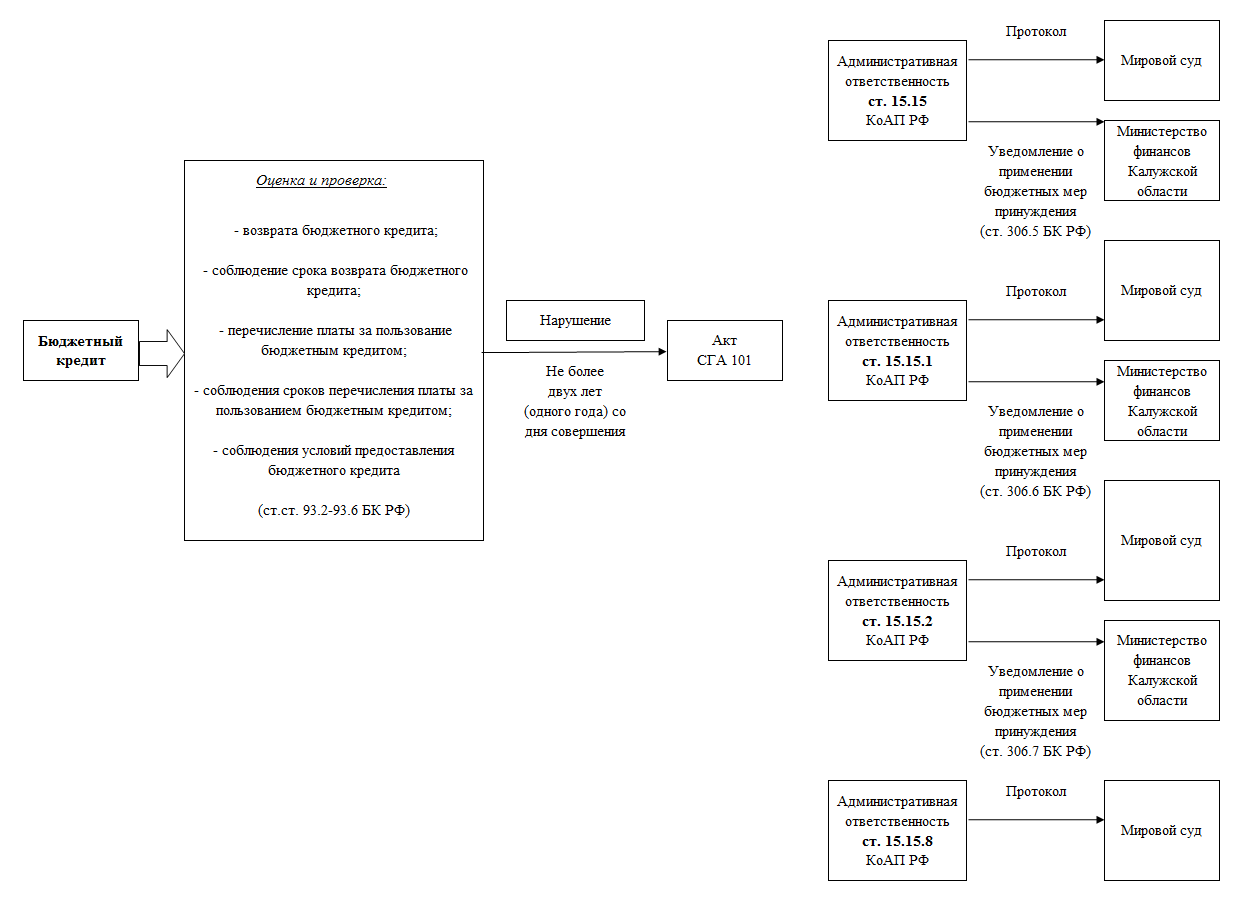 Бюджетный
кредит
Оценка и проверка:
- возврата бюджетного кредита;
- соблюдение срока возврата бюджетного
кредита;
- перечисление платы за пользование
бюджетным кредитом;
- соблюдения сроков перечисления платы за
пользованием бюджетным кредитом;
- соблюдения условий предоставления
бюджетного кредита
(ст.ст. 93.2-93.6 БК РФ)
Нарушение
Не более
двух лет
(одного года) со
дня совершения
Акт
СГА 101
Административная
ответственность
ст. 15.15
КоАП РФ
Протокол
Мировой суд
Уведомление о
применении
бюджетных мер
принуждения
(ст. 306.5 БК РФ)
Министерство
финансов
Калужской
области
Административная
ответственность
ст. 15.15.1
КоАП РФ
Протокол
Мировой суд
Уведомление о
применении
бюджетных мер
принуждения
(ст. 306.6 БК РФ)
Министерство
финансов
Калужской
области
Административная
ответственность
ст. 15.15.2
КоАП РФ
Протокол
Мировой суд
Уведомление о
применении
бюджетных мер
принуждения
(ст. 306.7 БК РФ)
Министерство
финансов
Калужской
области
Административная
ответственность
ст. 15.15.8
КоАП РФ
Протокол
Мировой суд